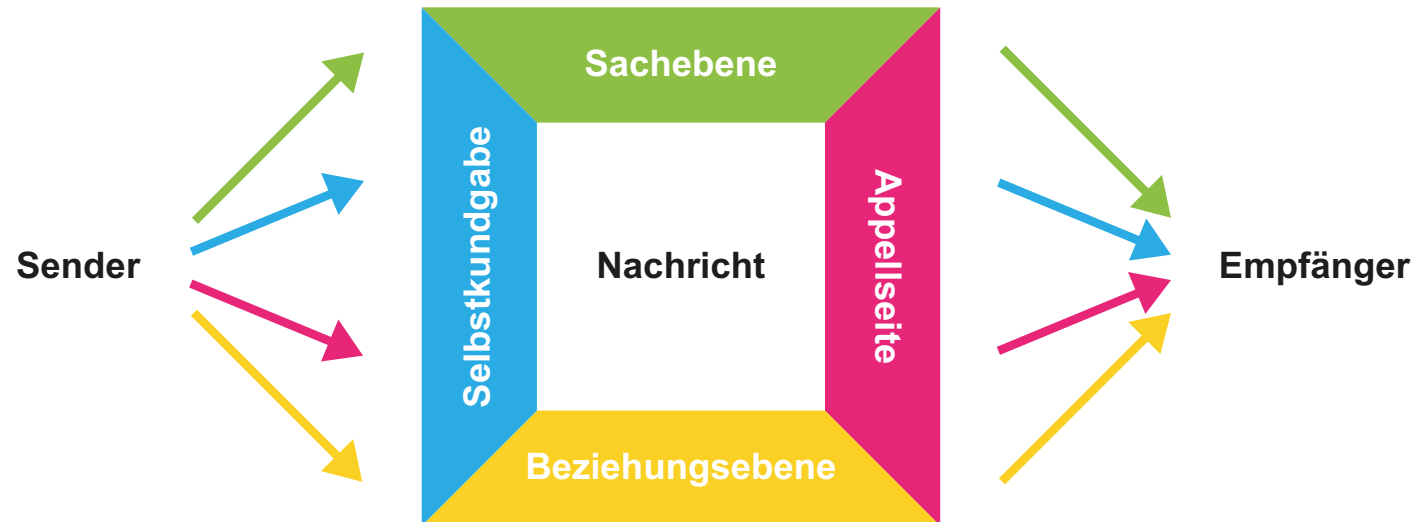 Sachebene
Selbstkundgabe
Appellseite
Sender
Nachricht
Empfänger
Beziehungsebene